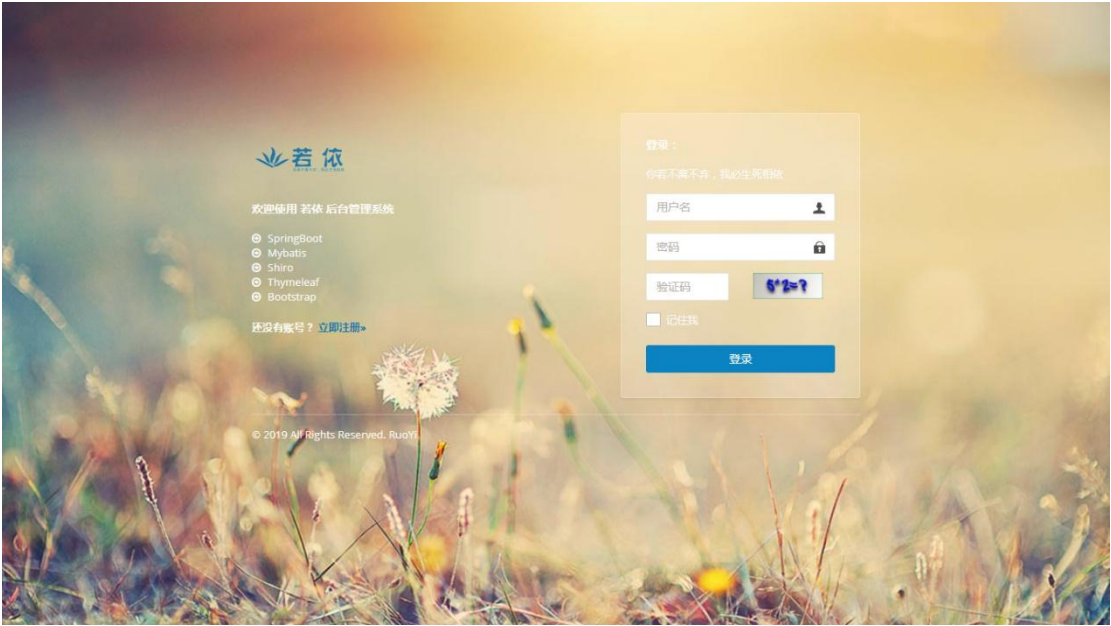 若依
欢迎使用 若依 后台管理系统
SpringBoot
Mybatis
Shiro
Thymeleaf
Bootstrap
还没有账号？ 立即注册»
© 2019 All Rights Reserved. RuoYi
登录：
你若不离不弃，我必生死相依
用户名
密码
验证码
5*2=?
记住我
登录